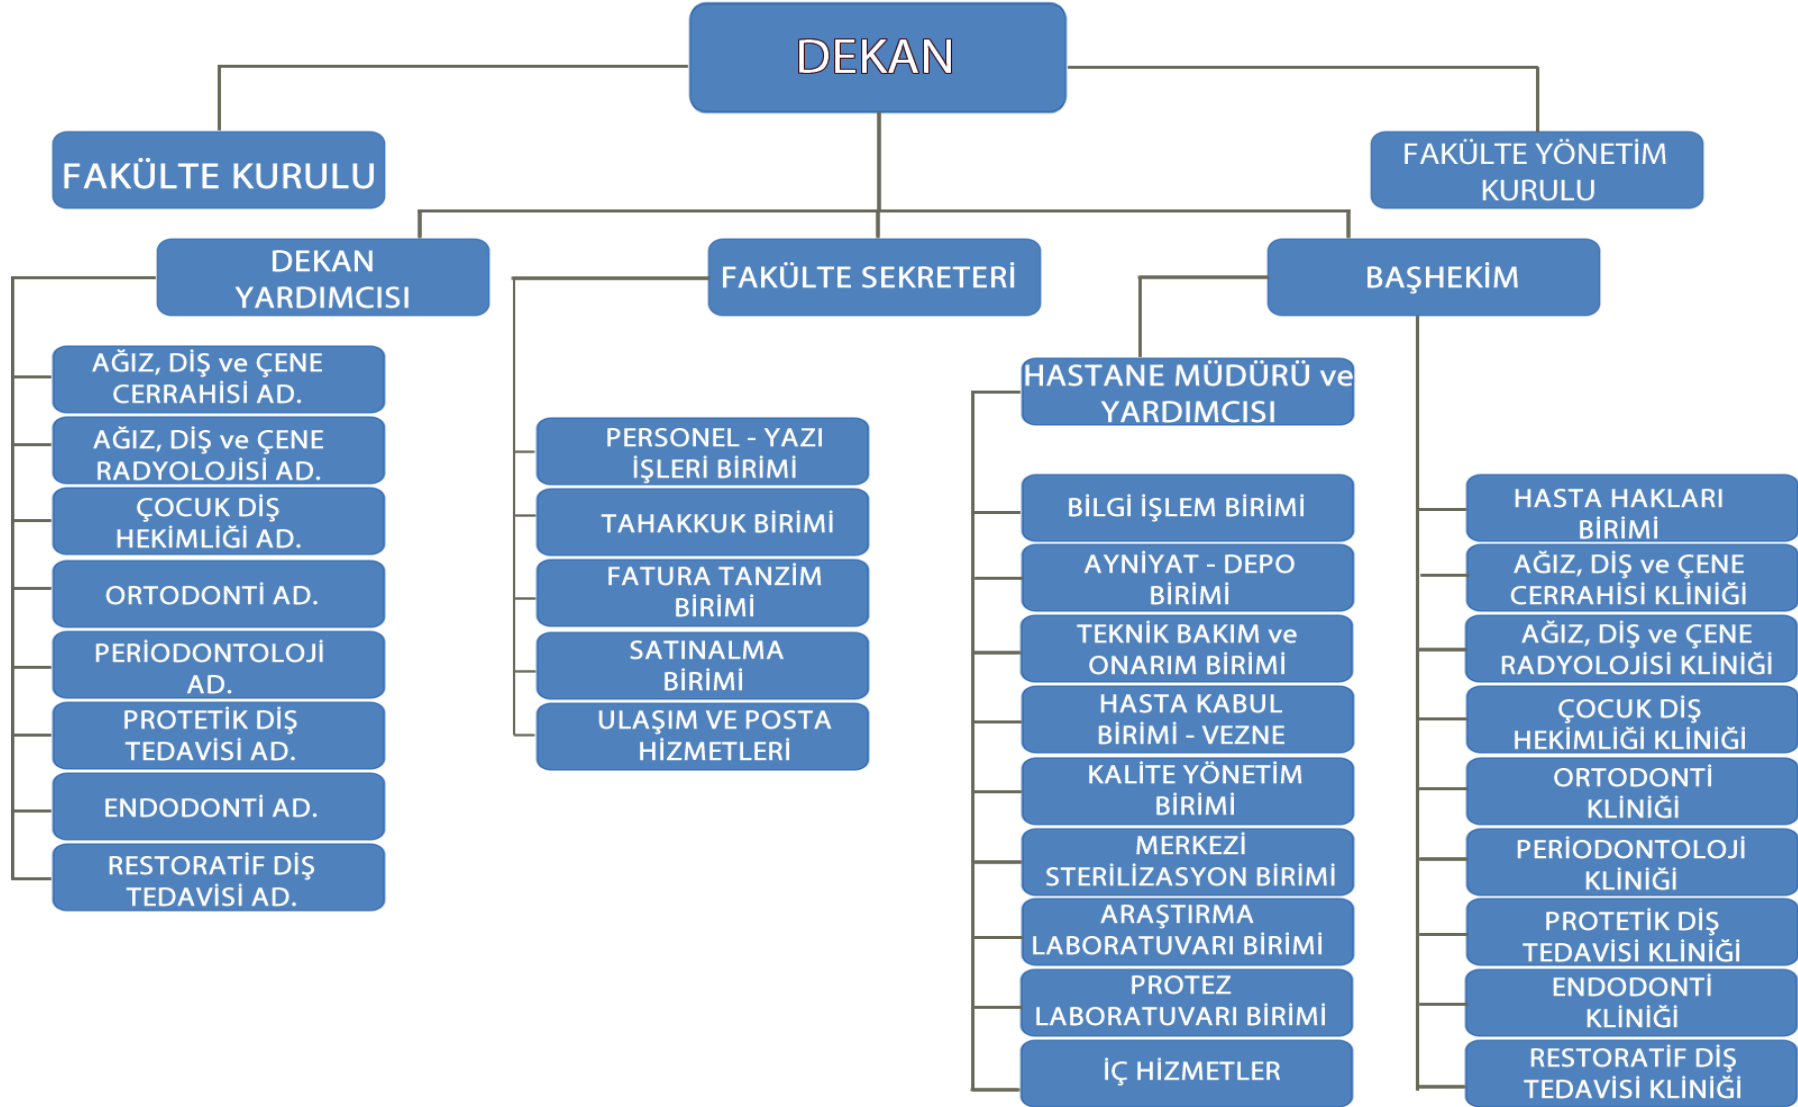 DEKAN
FAKÜLTE KURULU
FAKÜLTE YÖNETİM
KURULU
DEKAN
YARDIMCISI
FAKÜLTE SEKRETERİ
BAŞHEKİM
AĞIZ, DİŞ ve ÇENE
CERRAHİSİ AD.
AĞIZ, DİŞ ve ÇENE
RADYOLOJİSİ AD.
ÇOCUK DİŞ
HEKİMLİĞİ AD.
ORTODONTİ AD.
PERİODONTOLOJİ
AD.
PROTETİK DİŞ
TEDAVİSİ AD.
ENDODONTİ AD.
RESTORATİF DİŞ
TEDAVİSİ AD.
PERSONEL - YAZI
İŞLERİ BİRİMİ
TAHAKKUK BİRİMİ
FATURA TANZİM
BİRİMİ
SATINALMA
BİRİMİ
ULAŞIM VE POSTA
HİZMETLERİ
HASTANE MÜDÜRÜ ve
YARDIMCISI
BİLGİ İŞLEM BİRİMİ
AYNİYAT - DEPO
BİRİMİ
TEKNİK BAKIM ve
ONARIM BİRİMİ
HASTA KABUL
BİRİMİ - VEZNE
KALİTE YÖNETİM
BİRİMİ
MERKEZİ
STERİLİZASYON BİRİMİ
ARAŞTIRMA
LABORATUVARI BİRİMİ
PROTEZ
LABORATUVARI BİRİMİ
İÇ HİZMETLER
HASTA HAKLARI
BİRİMİ
AĞIZ, DİŞ ve ÇENE
CERRAHİSİ KLİNİĞİ
AĞIZ, DİŞ ve ÇENE
RADYOLOJİSİ KLİNİĞİ
ÇOCUK DİŞ
HEKİMLİĞİ KLİNİĞİ
ORTODONTİ
KLİNİĞİ
PERİODONTOLOJİ
KLİNİĞİ
PROTETİK DİŞ
TEDAVİSİ KLİNİĞİ
ENDODONTİ
KLİNİĞİ
RESTORATİF DİŞ
TEDAVİSİ KLİNİĞİ